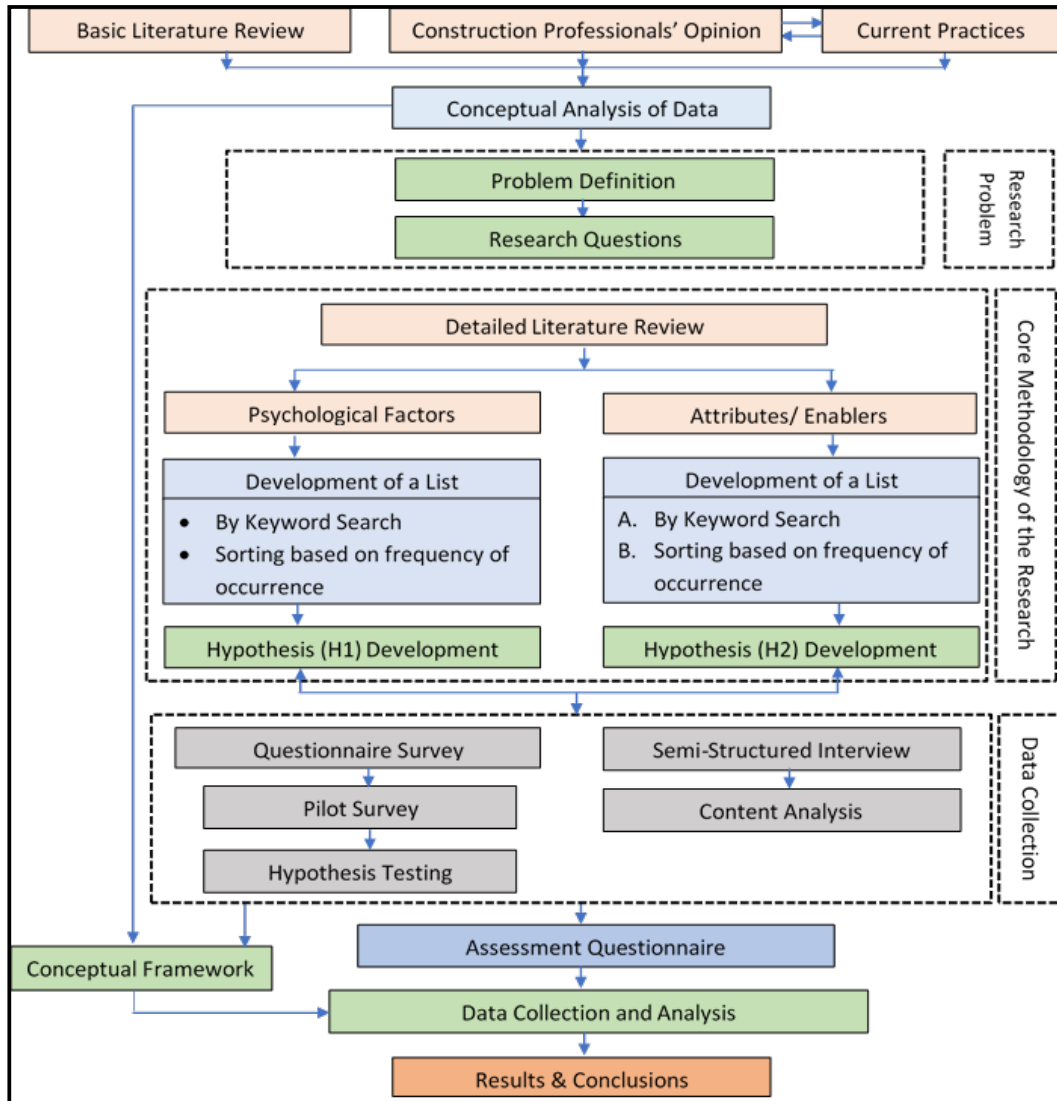 Basic Literature Review
Construction Professionals’ Opinion
Current Practices
Conceptual Analysis of Data
Problem Definition
Research Questions
Research
Problem
Detailed Literature Review
Psychological Factors
Attributes/ Enablers
Development of a List
● By Keyword Search
● Sorting based on frequency of
occurrence
Development of a List
A. By Keyword Search
B. Sorting based on frequency of
occurrence
Hypothesis (H1) Development
Hypothesis (H2) Development
Core Methodology of the Research
Questionnaire Survey
Semi-Structured Interview
Pilot Survey
Content Analysis
Hypothesis Testing
Data Collection
Assessment Questionnaire
Conceptual Framework
Data Collection and Analysis
Results & Conclusions